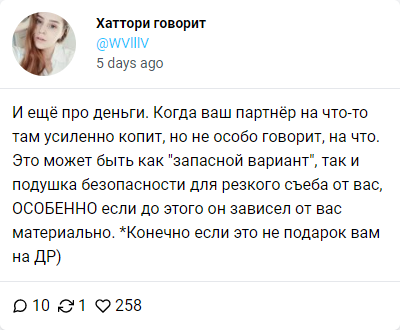 Хаттори говорит
@WVlllV
5 days ago
И ещё про деньги. Когда ваш партнёр на что-то
там усиленно копит, но не особо говорит, на что.
Это может быть как "запасной вариант", так и
подушка безопасности для резкого съеба от вас,
ОСОБЕННО если до этого он зависел от вас
материально. *Конечно если это не подарок вам
на ДР)
10 1 258